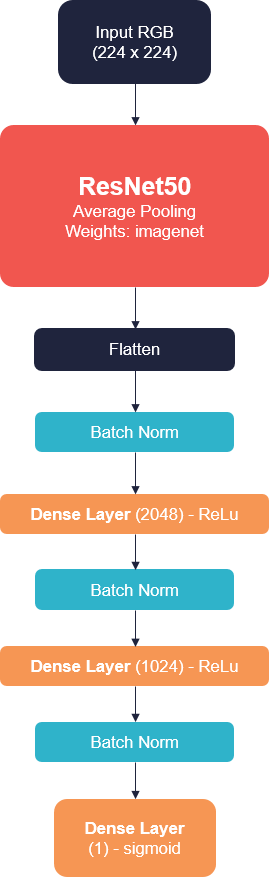 Input RGB
(224 x 224)
ResNet50
Average Pooling
Weights: imagenet
Flatten
Batch Norm
Dense Layer (2048) - ReLu
Batch Norm
Dense Layer (1024) - ReLu
Batch Norm
Dense Layer
(1) - sigmoid